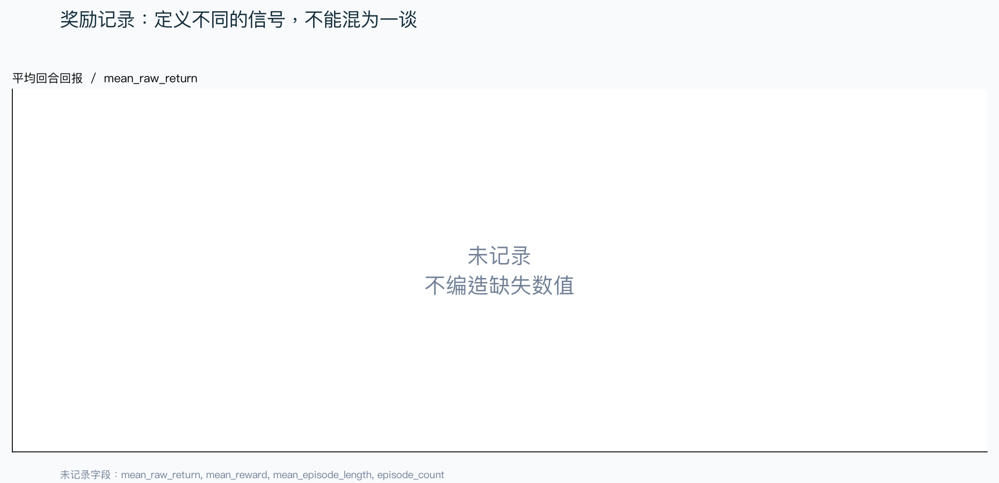 奖励记录：定义不同的信号，不能混为一谈
平均回合回报 / mean_raw_return
未记录
不编造缺失数值
未记录字段：mean_raw_return, mean_reward, mean_episode_length, episode_count